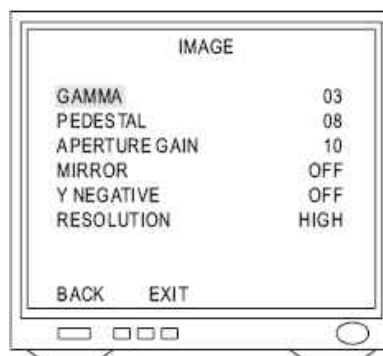 IMAGE
GAMMA 03
PEDESTAL 08
APERTURE GAIN 10
MIRROR OFF
Y NEGATIVE OFF
RESOLUTION HIGH
BACK EXIT